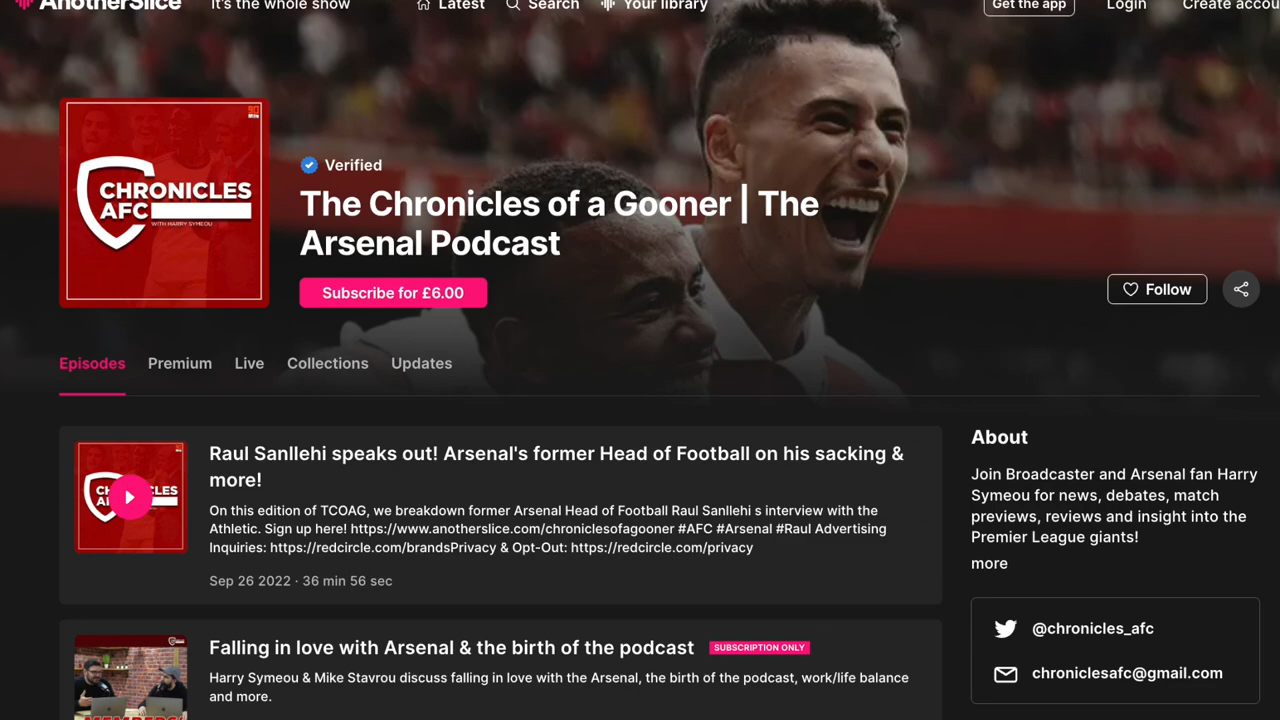 AnotherSlice
It's the whole show
Latest
Search
Your library
Get the app
Login
Create accou
90
MIN
CHRONICLES
AFC
WITH HARRY SYMEOU
Verified
The Chronicles of a Gooner | The
Arsenal Podcast
Subscribe for £6.00
Follow
Episodes
Premium
Live
Collections
Updates
Raul Sanllehi speaks out! Arsenal's former Head of Football on his sacking &
more!
On this edition of TCOAG, we breakdown former Arsenal Head of Football Raul Sanllehi s interview with the
Athletic. Sign up here! https://www.anotherslice.com/chroniclesofagooner #AFC #Arsenal #Raul Advertising
Inquiries: https://redcircle.com/brandsPrivacy & Opt-Out: https://redcircle.com/privacy
Sep 26 2022 · 36 min 56 sec
Falling in love with Arsenal & the birth of the podcast
SUBSCRIPTION ONLY
Harry Symeou & Mike Stavrou discuss falling in love with the Arsenal, the birth of the podcast, work/life balance
and more.
About
Join Broadcaster and Arsenal fan Harry
Symeou for news, debates, match
previews, reviews and insight into the
Premier League giants!
more
@chronicles_afc
chroniclesafc@gmail.com